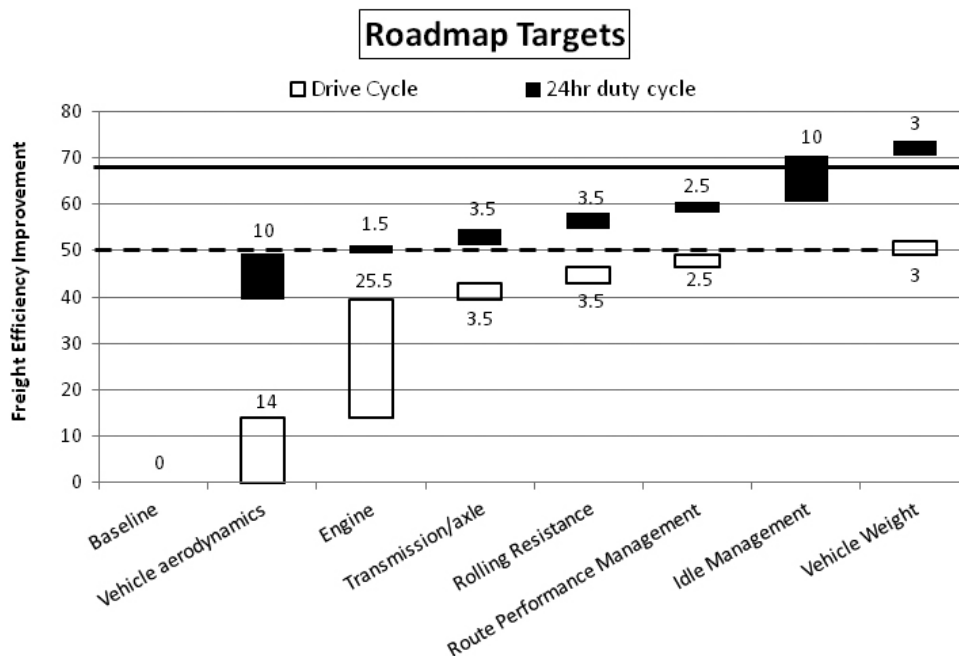 Roadmap Targets
Drive Cycle 24hr duty cycle
Freight Efficiency Improvement
80
70
60
50
40
30
20
10
0
0
14
10
25.5
1.5
3.5
3.5
3.5
3.5
2.5
2.5
10
3
3
Baseline
Vehicle aerodynamics
Engine
Transmission/axle
Rolling Resistance
Route Performance Management
Idle Management
Vehicle Weight